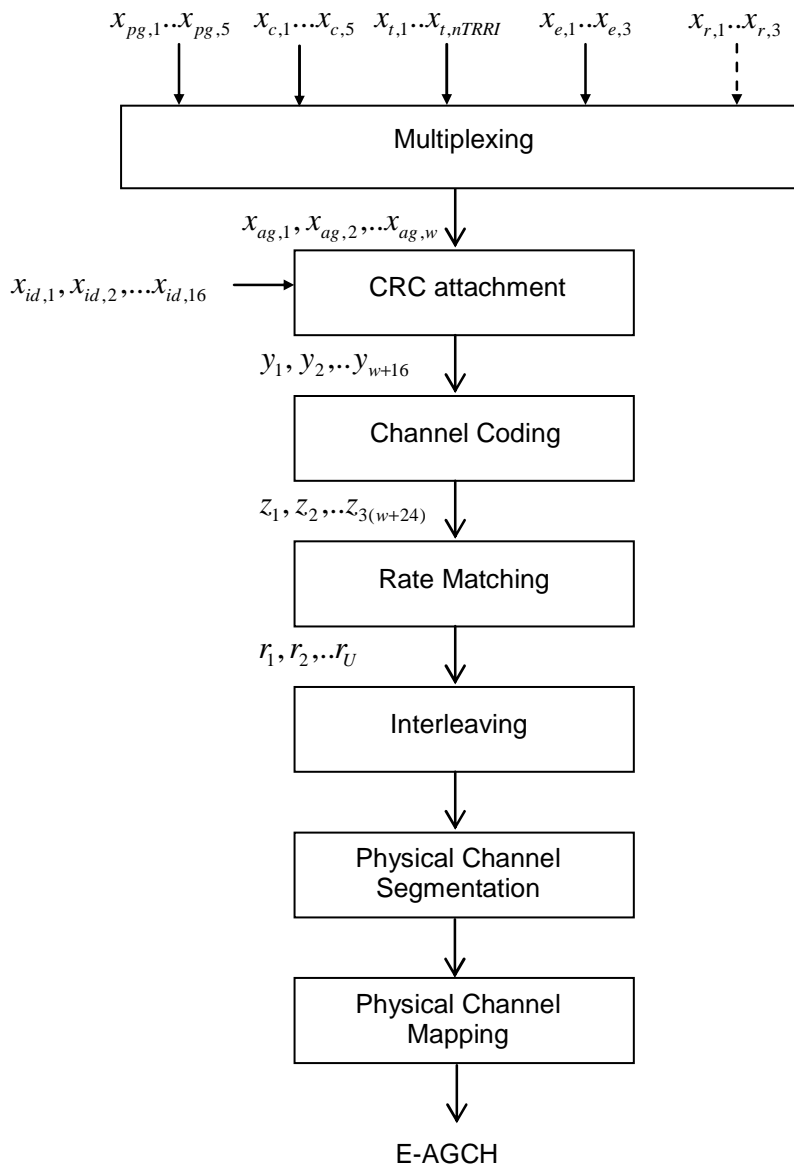 x_{pg,1}..x_{pg,5} x_{c,1}...x_{c,5} x_{t,1}..x_{t,nTRRI} x_{e,1}..x_{e,3} x_{r,1}..x_{r,3}
Multiplexing
x_{ag,1}, x_{ag,2},..x_{ag,w}
x_{id,1}, x_{id,2},...x_{id,16}
CRC attachment
y_1, y_2,..y_{w+16}
Channel Coding
z_1, z_2,..z_{3(w+24)}
Rate Matching
r_1, r_2,..r_U
Interleaving
Physical Channel
Segmentation
Physical Channel
Mapping
E-AGCH